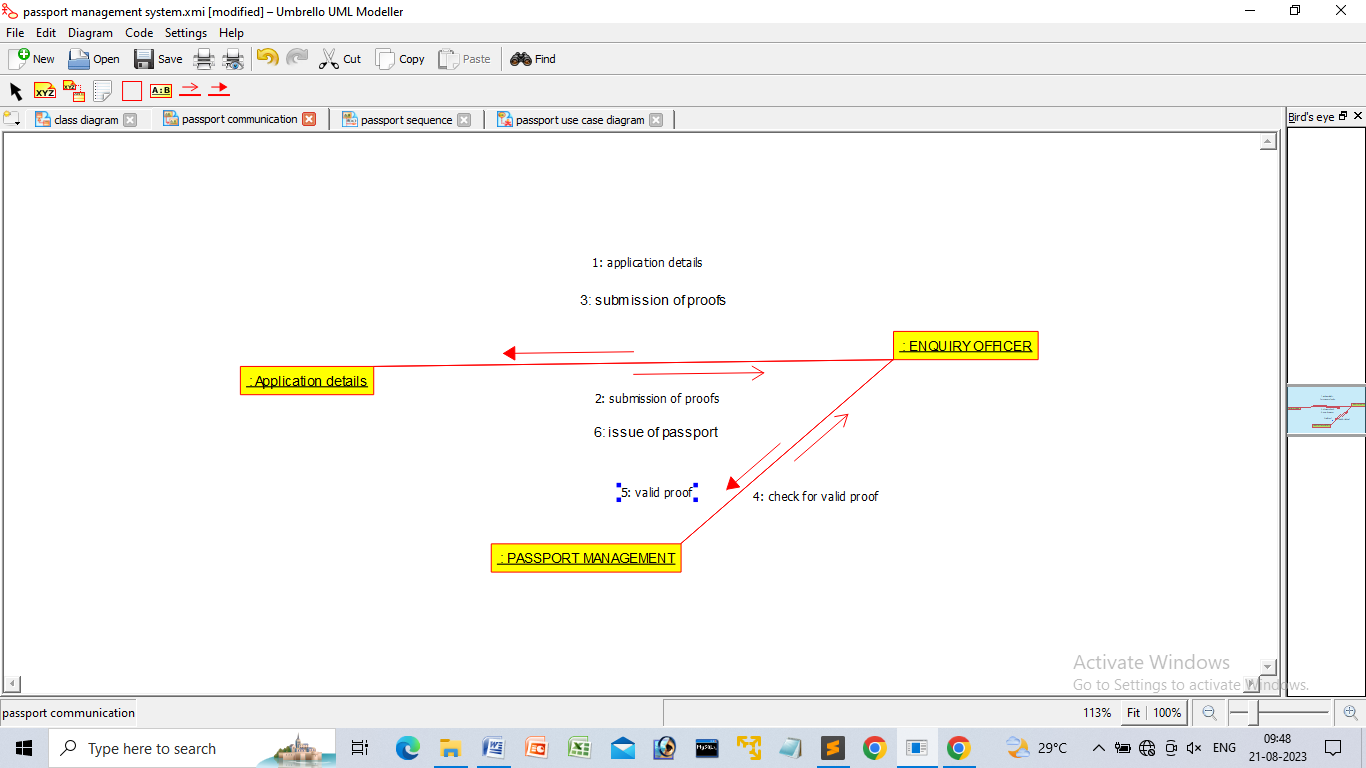 passport management system.xmi [modified] – Umbrello UML Modeller
File Edit Diagram Code Settings Help
New Open Save Cut Copy Paste Find
XYZ XYZ A:B
class diagram passport communication passport sequence passport use case diagram Bird's eye
1: application details
3: submission of proofs
: ENQUIRY OFFICER
: Application details
2: submission of proofs
6: issue of passport
5: valid proof
4: check for valid proof
: PASSPORT MANAGEMENT
Activate Windows
Go to Settings to activate Windows.
passport communication 113% Fit 100%
Type here to search 29°C ENG 09:48
21-08-2023